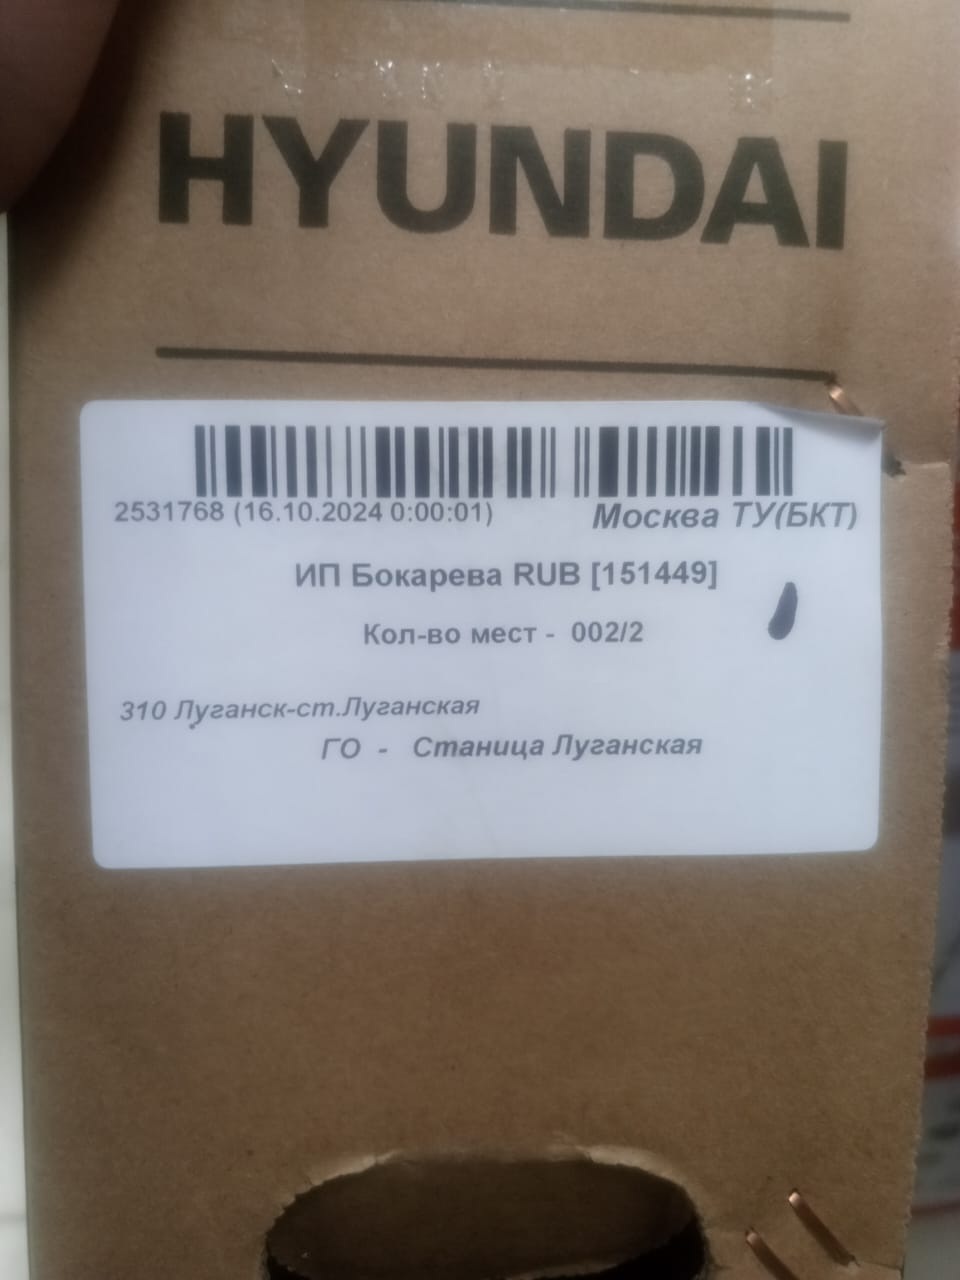 HYUNDAI
2531768 (16.10.2024 0:00:01) Москва ТУ(БКТ)
ИП Бокарева RUB [151449]
Кол-во мест - 002/2
310 Луганск-ст.Луганская
ГО - Станица Луганская